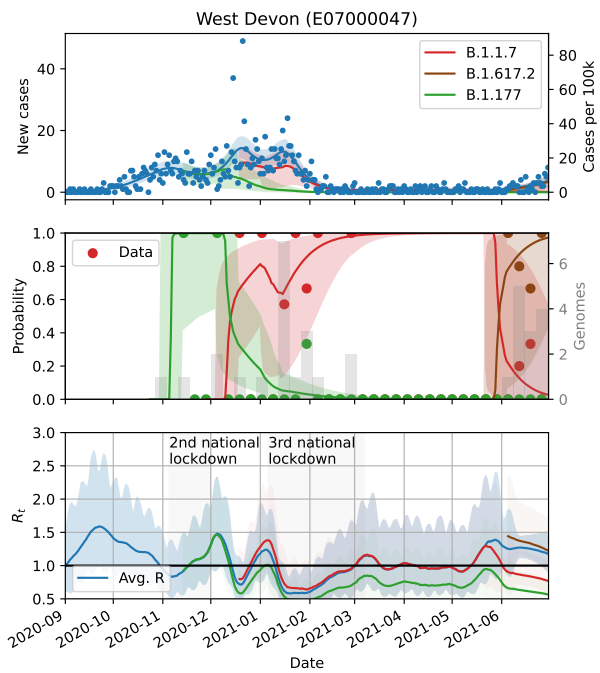 West Devon (E07000047)
New cases
40
20
0
B.1.1.7
B.1.617.2
B.1.177
80
60
40
20
0
Cases per 100k
Probability
1.0
0.8
0.6
0.4
0.2
0.0
Data
6
4
2
0
Genomes
R_t
3.0
2.5
2.0
1.5
1.0
0.5
2nd national
lockdown
3rd national
lockdown
Avg. R
2020-09
2020-10
2020-11
2020-12
2021-01
2021-02
2021-03
2021-04
2021-05
2021-06
Date